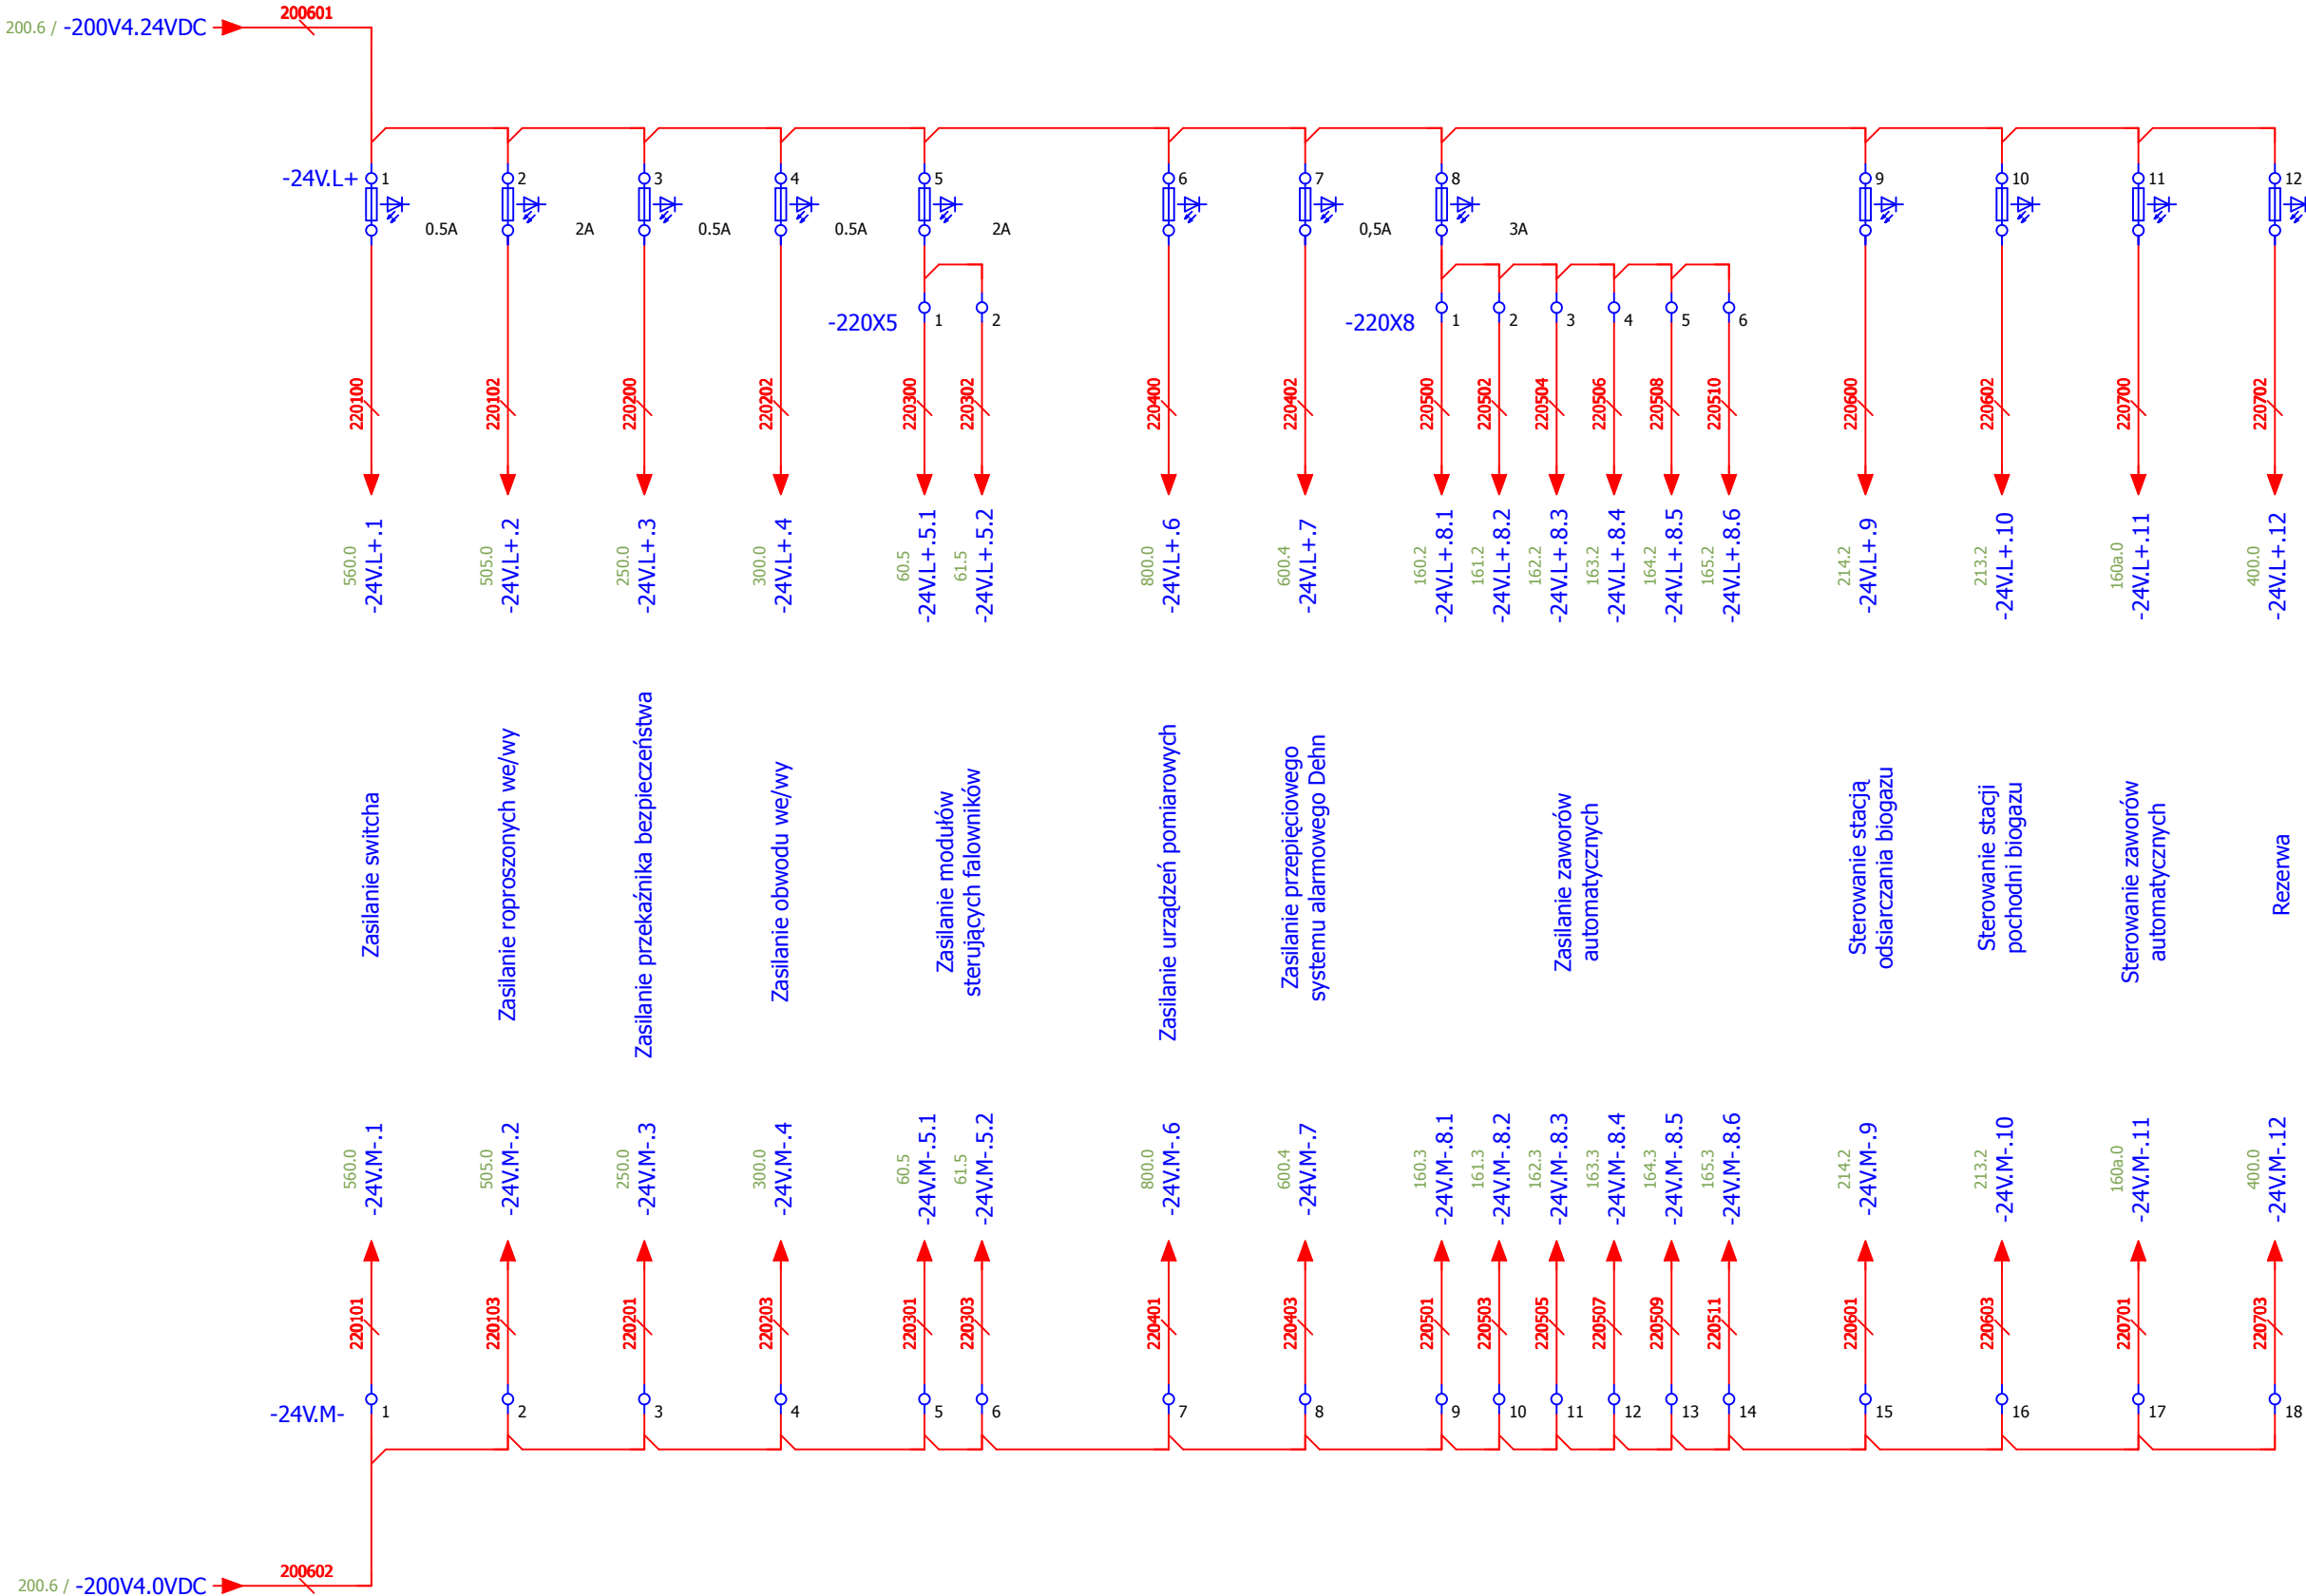 200.6 / -200V4.24VDC
200601
-24V.L+
1
2
3
4
5
6
7
8
9
10
11
12
0.5A
2A
0.5A
0.5A
2A
0,5A
3A
-220X5
1
2
-220X8
1
2
3
4
5
6
220100
220102
220200
220202
220300
220302
220400
220402
220500
220502
220504
220506
220508
220510
220600
220602
220700
220702
560.0
-24V.L+.1
505.0
-24V.L+.2
250.0
-24V.L+.3
300.0
-24V.L+.4
60.5
-24V.L+.5.1
61.5
-24V.L+.5.2
800.0
-24V.L+.6
600.4
-24V.L+.7
160.2
-24V.L+.8.1
161.2
-24V.L+.8.2
162.2
-24V.L+.8.3
163.2
-24V.L+.8.4
164.2
-24V.L+.8.5
165.2
-24V.L+.8.6
214.2
-24V.L+.9
213.2
-24V.L+.10
160a.0
-24V.L+.11
400.0
-24V.L+.12
Zasilanie switcha
Zasilanie roproszonych we/wy
Zasilanie przekaźnika bezpieczeństwa
Zasilanie obwodu we/wy
Zasilanie modułów
sterujących falowników
Zasilanie urządzeń pomiarowych
Zasilanie przepięciowego
systemu alarmowego Dehn
Zasilanie zaworów
automatycznych
Sterowanie stacją
odsiarczania biogazu
Sterowanie stacji
pochodni biogazu
Sterowanie zaworów
automatycznych
Rezerwa
560.0
-24V.M-.1
505.0
-24V.M-.2
250.0
-24V.M-.3
300.0
-24V.M-.4
60.5
-24V.M-.5.1
61.5
-24V.M-.5.2
800.0
-24V.M-.6
600.4
-24V.M-.7
160.3
-24V.M-.8.1
161.3
-24V.M-.8.2
162.3
-24V.M-.8.3
163.3
-24V.M-.8.4
164.3
-24V.M-.8.5
165.3
-24V.M-.8.6
214.2
-24V.M-.9
213.2
-24V.M-.10
160a.0
-24V.M-.11
400.0
-24V.M-.12
220101
220103
220201
220203
220301
220303
220401
220403
220501
220503
220505
220507
220509
220511
220601
220603
220701
220703
-24V.M-
1
2
3
4
5
6
7
8
9
10
11
12
13
14
15
16
17
18
200.6 / -200V4.0VDC
200602